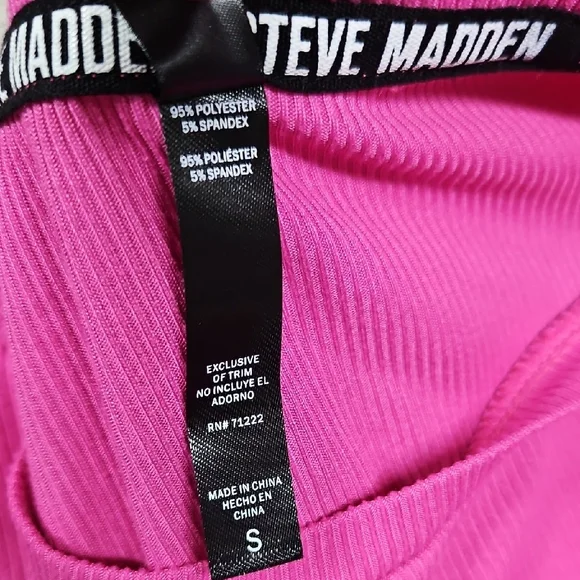 E MADDEN STEVE MADDEN
95% POLYESTER
5% SPANDEX
95% POLIÉSTER
5% SPANDEX
EXCLUSIVE
OF TRIM
NO INCLUYE EL
ADORNO
RN# 71222
MADE IN CHINA
HECHO EN
CHINA
S